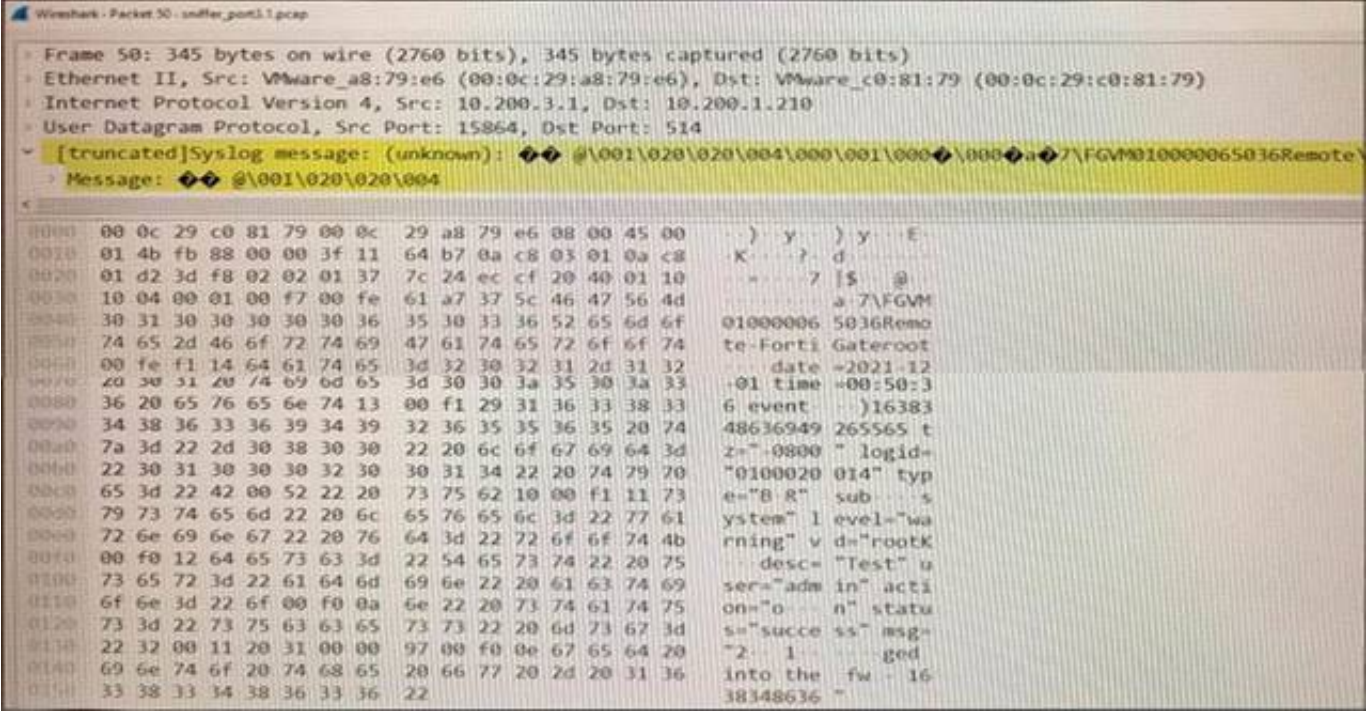 Wireshark - Packet 50 - sniffer_port3.1.pcap
Frame 50: 345 bytes on wire (2760 bits), 345 bytes captured (2760 bits)
Ethernet II, Src: VMware_a8:79:e6 (00:0c:29:a8:79:e6), Dst: VMware_c0:81:79 (00:0c:29:c0:81:79)
Internet Protocol Version 4, Src: 10.200.3.1, Dst: 10.200.1.210
User Datagram Protocol, Src Port: 15864, Dst Port: 514
[truncated]Syslog message: (unknown): �� @\001\020\020\004\000\001\000�\000�a�7\FGVM010000065036Remote\
Message: �� @\001\020\020\004
0000 00 0c 29 c0 81 79 00 0c 29 a8 79 e6 08 00 45 00 ··)··y·· )·y···E·
0010 01 4b fb 88 00 00 3f 11 64 b7 0a c8 03 01 0a c8 ·K····?· d·······
0020 01 d2 3d f8 02 02 01 37 7c 24 ec cf 20 40 01 10 ··=····7 |$·· @··
0030 10 04 00 01 00 f7 00 fe 61 a7 37 5c 46 47 56 4d ········ a·7\FGVM
0040 30 31 30 30 30 30 30 36 35 30 33 36 52 65 6d 6f 01000006 5036Remo
0050 74 65 2d 46 6f 72 74 69 47 61 74 65 72 6f 6f 74 te-Forti Gateroot
0060 00 fe f1 14 64 61 74 65 3d 32 30 32 31 2d 31 32 ····date =2021-12
0070 2d 30 31 20 74 69 6d 65 3d 30 30 3a 35 30 3a 33 -01 time =00:50:3
0080 36 20 65 76 65 6e 74 13 00 f1 29 31 36 33 38 33 6 event· ··)16383
0090 34 38 36 33 36 39 34 39 32 36 35 35 36 35 20 74 48636949 265565 t
00a0 7a 3d 22 2d 30 38 30 30 22 20 6c 6f 67 69 64 3d z="-0800 " logid=
00b0 22 30 31 30 30 30 32 30 30 31 34 22 20 74 79 70 "0100020 014" typ
00c0 65 3d 22 42 00 52 22 20 73 75 62 10 00 f1 11 73 e="B·R"  sub····s
00d0 79 73 74 65 6d 22 20 6c 65 76 65 6c 3d 22 77 61 ystem" l evel="wa
00e0 72 6e 69 6e 67 22 20 76 64 3d 22 72 6f 6f 74 4b rning" v d="rootK
00f0 00 f0 12 64 65 73 63 3d 22 54 65 73 74 22 20 75 ···desc= "Test" u
0100 73 65 72 3d 22 61 64 6d 69 6e 22 20 61 63 74 69 ser="adm in" acti
0110 6f 6e 3d 22 6f 00 f0 0a 6e 22 20 73 74 61 74 75 on="o··· n" statu
0120 73 3d 22 73 75 63 63 65 73 73 22 20 6d 73 67 3d s="succe ss" msg=
0130 22 32 00 11 20 31 00 00 97 00 f0 0e 67 65 64 20 "2·· 1·· ····ged
0140 69 6e 74 6f 20 74 68 65 20 66 77 20 2d 20 31 36 into the  fw - 16
0150 33 38 33 34 38 36 33 36 22 38348636 "